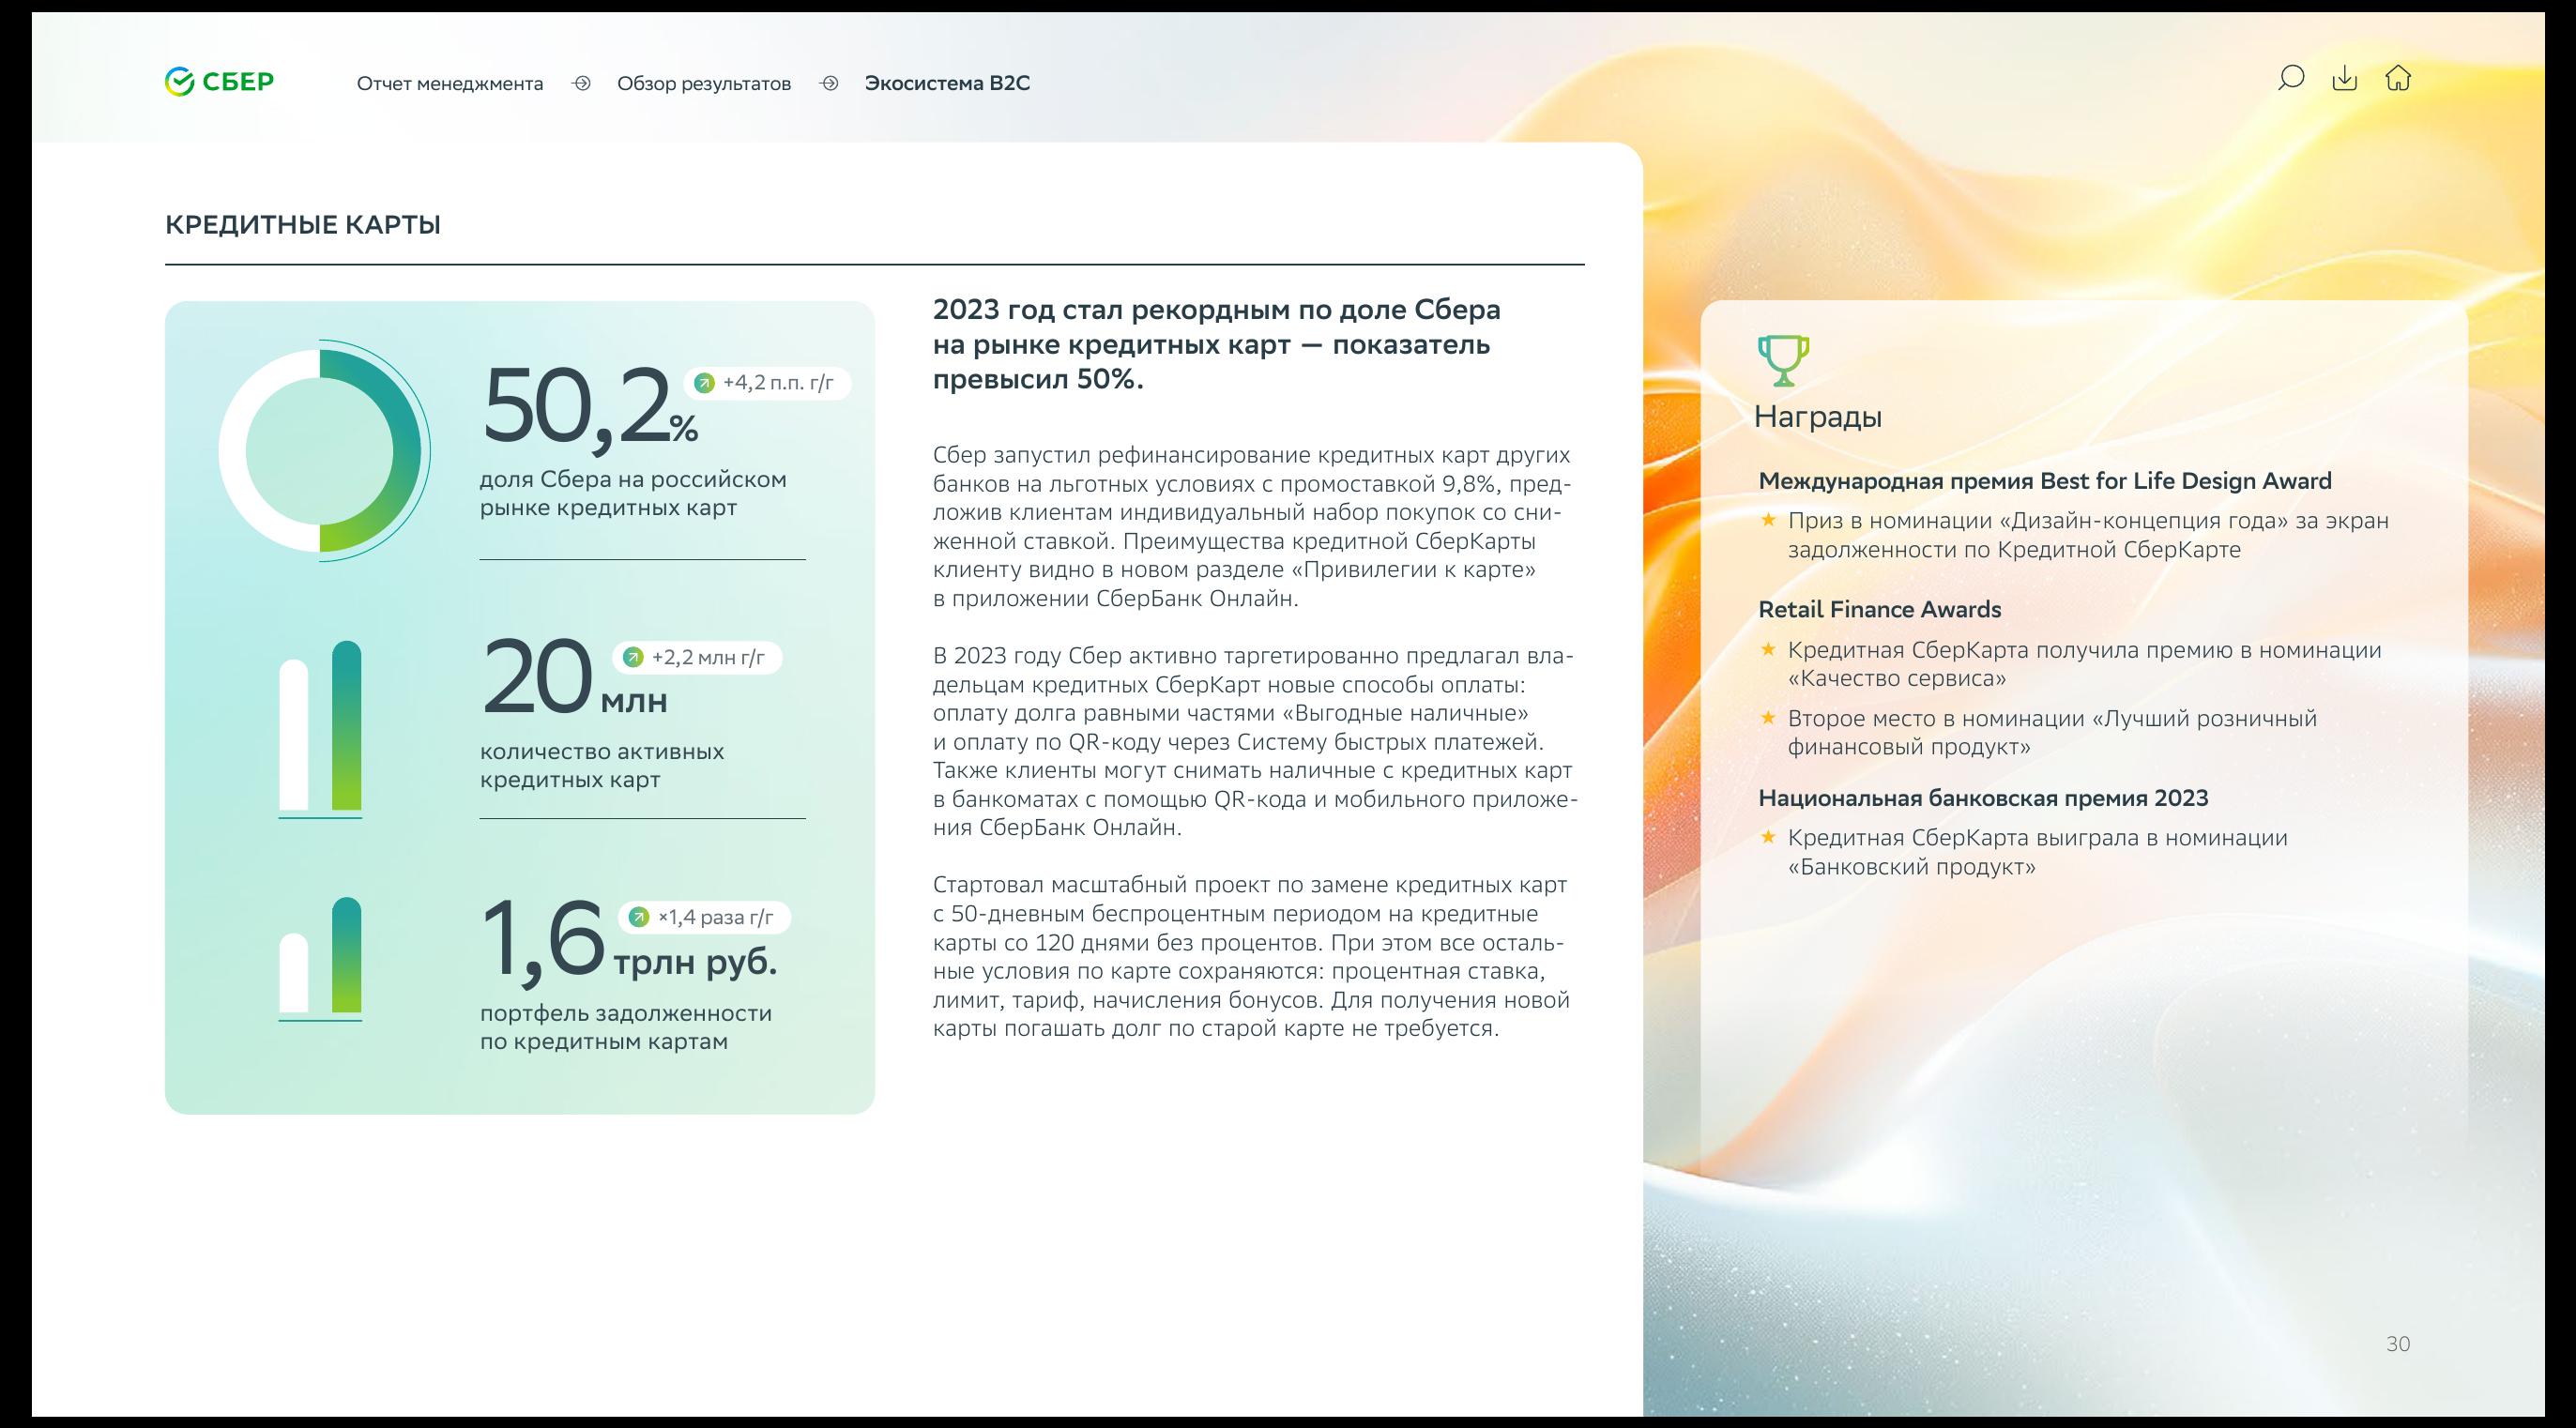 СБЕР
Отчет менеджмента
Обзор результатов
Экосистема B2C
КРЕДИТНЫЕ КАРТЫ
50,2%
+4,2 п.п. г/г
доля Сбера на российском
рынке кредитных карт
20 млн
+2,2 млн г/г
количество активных
кредитных карт
1,6 трлн руб.
×1,4 раза г/г
портфель задолженности
по кредитным картам
2023 год стал рекордным по доле Сбера
на рынке кредитных карт — показатель
превысил 50%.
Сбер запустил рефинансирование кредитных карт других
банков на льготных условиях с промоставкой 9,8%, пред-
ложив клиентам индивидуальный набор покупок со сни-
женной ставкой. Преимущества кредитной СберКарты
клиенту видно в новом разделе «Привилегии к карте»
в приложении СберБанк Онлайн.
В 2023 году Сбер активно таргетированно предлагал вла-
дельцам кредитных СберКарт новые способы оплаты:
оплату долга равными частями «Выгодные наличные»
и оплату по QR-коду через Систему быстрых платежей.
Также клиенты могут снимать наличные с кредитных карт
в банкоматах с помощью QR-кода и мобильного приложе-
ния СберБанк Онлайн.
Стартовал масштабный проект по замене кредитных карт
с 50-дневным беспроцентным периодом на кредитные
карты со 120 днями без процентов. При этом все осталь-
ные условия по карте сохраняются: процентная ставка,
лимит, тариф, начисления бонусов. Для получения новой
карты погашать долг по старой карте не требуется.
Награды
Международная премия Best for Life Design Award
Приз в номинации «Дизайн-концепция года» за экран
задолженности по Кредитной СберКарте
Retail Finance Awards
Кредитная СберКарта получила премию в номинации
«Качество сервиса»
Второе место в номинации «Лучший розничный
финансовый продукт»
Национальная банковская премия 2023
Кредитная СберКарта выиграла в номинации
«Банковский продукт»
30